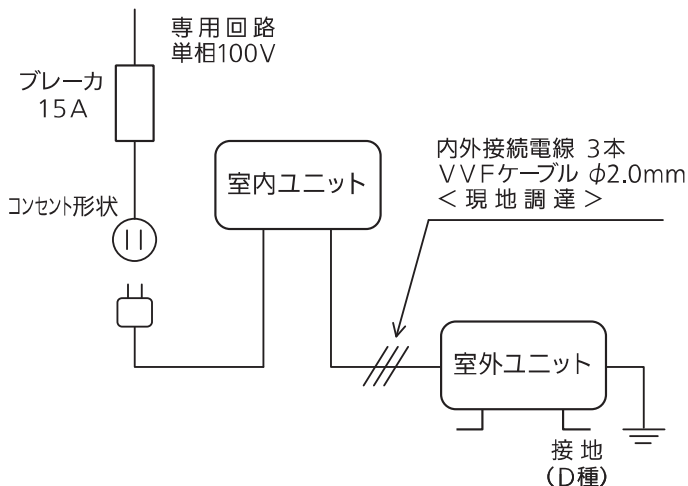 専用回路
単相100V
ブレーカ
15A
コンセント形状
室内ユニット
内外接続電線 3本
VVFケーブル φ2.0mm
<現地調達>
室外ユニット
接地
(D種)